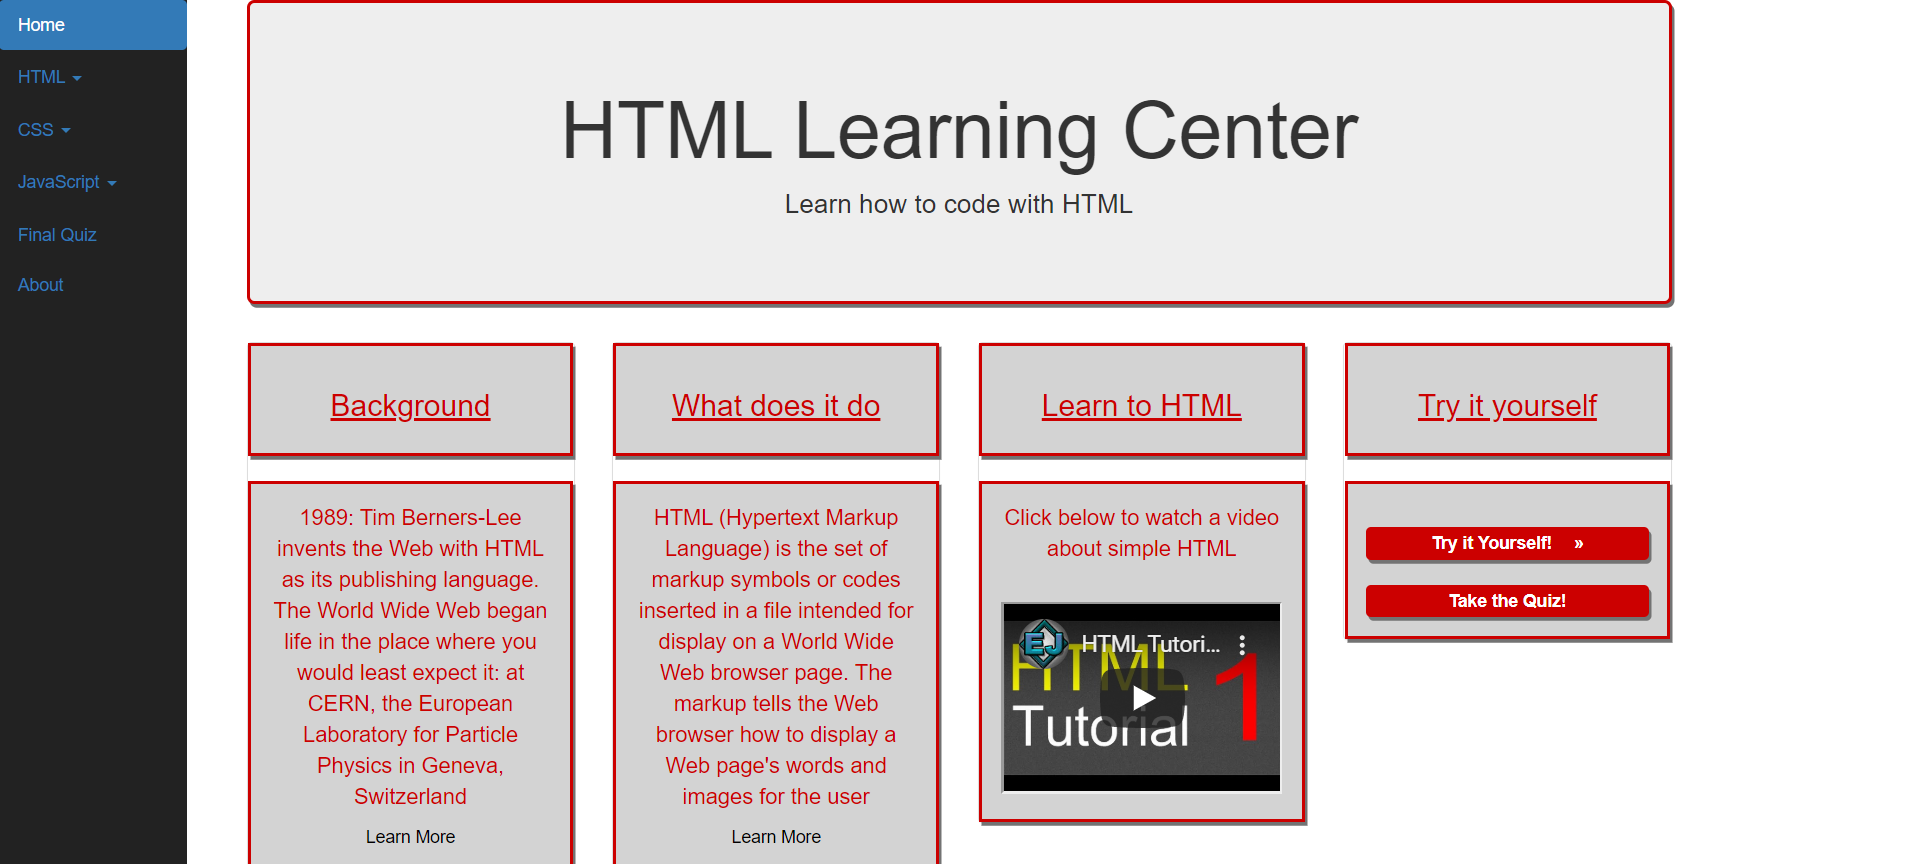 Home
HTML
CSS
JavaScript
Final Quiz
About
HTML Learning Center
Learn how to code with HTML
Background
1989: Tim Berners-Lee
invents the Web with HTML
as its publishing language.
The World Wide Web began
life in the place where you
would least expect it: at
CERN, the European
Laboratory for Particle
Physics in Geneva,
Switzerland
Learn More
What does it do
HTML (Hypertext Markup
Language) is the set of
markup symbols or codes
inserted in a file intended for
display on a World Wide
Web browser page. The
markup tells the Web
browser how to display a
Web page's words and
images for the user
Learn More
Learn to HTML
Click below to watch a video
about simple HTML
EJ HTML Tutori...
HTML
Tutorial 1
Try it yourself
Try it Yourself! »
Take the Quiz!